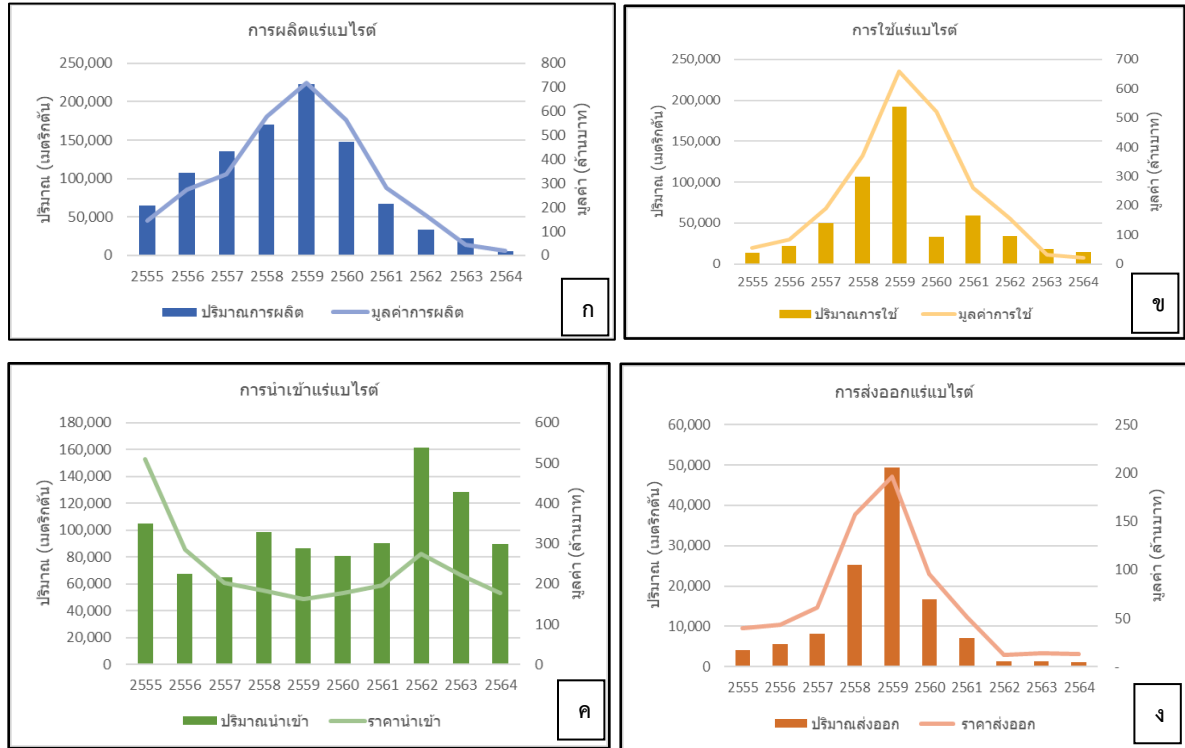 การผลิตแร่แบไรต์
ปริมาณ (เมตริกตัน)
250,000
200,000
150,000
100,000
50,000
0
800
700
600
500
400
300
200
100
0
มูลค่า (ล้านบาท)
2555 2556 2557 2558 2559 2560 2561 2562 2563 2564
ปริมาณการผลิต มูลค่าการผลิต
ก
การใช้แร่แบไรต์
ปริมาณ (เมตริกตัน)
250,000
200,000
150,000
100,000
50,000
0
700
600
500
400
300
200
100
0
มูลค่า (ล้านบาท)
2555 2556 2557 2558 2559 2560 2561 2562 2563 2564
ปริมาณการใช้ มูลค่าการใช้
ข
การนำเข้าแร่แบไรต์
ปริมาณ (เมตริกตัน)
180,000
160,000
140,000
120,000
100,000
80,000
60,000
40,000
20,000
0
600
500
400
300
200
100
0
มูลค่า (ล้านบาท)
2555 2556 2557 2558 2559 2560 2561 2562 2563 2564
ปริมาณนำเข้า ราคานำเข้า
ค
การส่งออกแร่แบไรต์
ปริมาณ (เมตริกตัน)
60,000
50,000
40,000
30,000
20,000
10,000
0
250
200
150
100
50
-
มูลค่า (ล้านบาท)
2555 2556 2557 2558 2559 2560 2561 2562 2563 2564
ปริมาณส่งออก ราคาส่งออก
ง